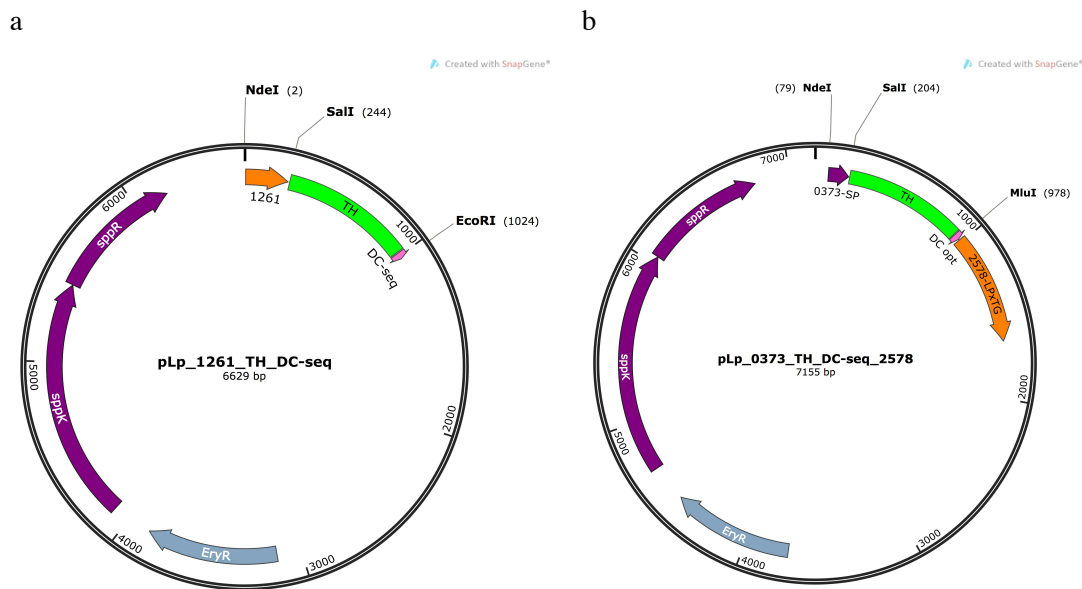 a
Created with SnapGene®
NdeI (2)
SalI (244)
1261
TH
EcoRI (1024)
DC-seq
sppR
sppK
EryR
1000
2000
3000
4000
5000
6000
pLp_1261_TH_DC-seq
6629 bp
b
Created with SnapGene®
(79) NdeI
SalI (204)
0373-SP
TH
MluI (978)
DC opt
2578-LPxTG
sppR
sppK
EryR
1000
2000
3000
4000
5000
6000
7000
pLp_0373_TH_DC-seq_2578
7155 bp